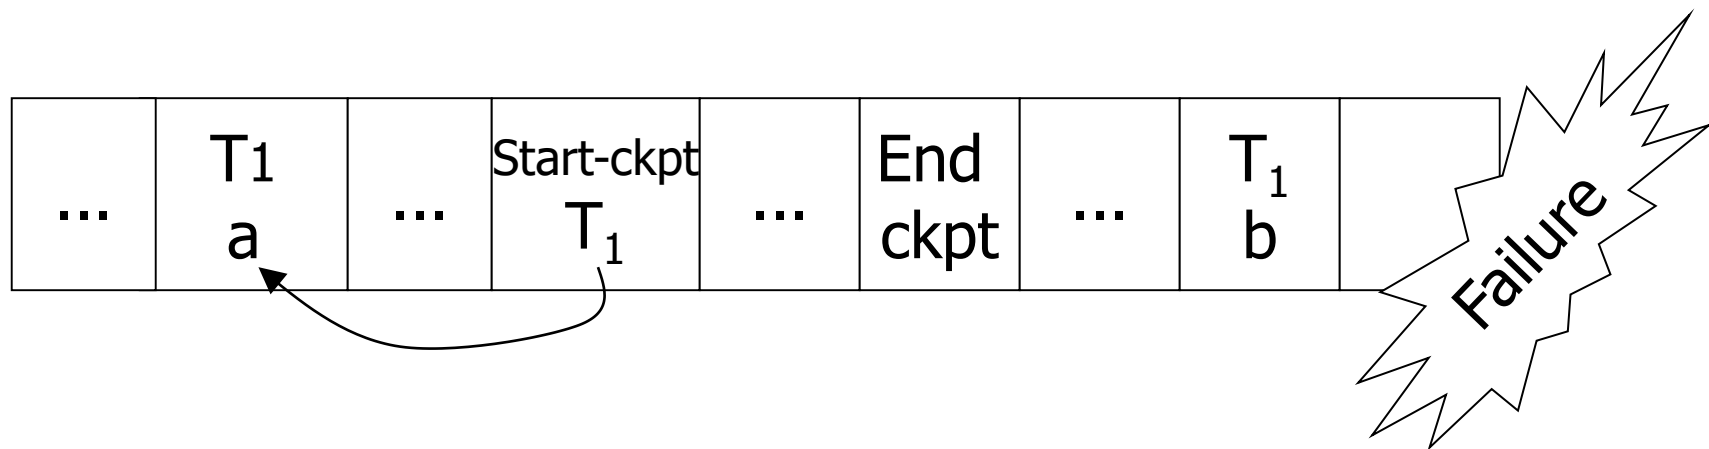 ...
T1
a
...
Start-ckpt
T₁
...
End
ckpt
...
T₁
b
Failure